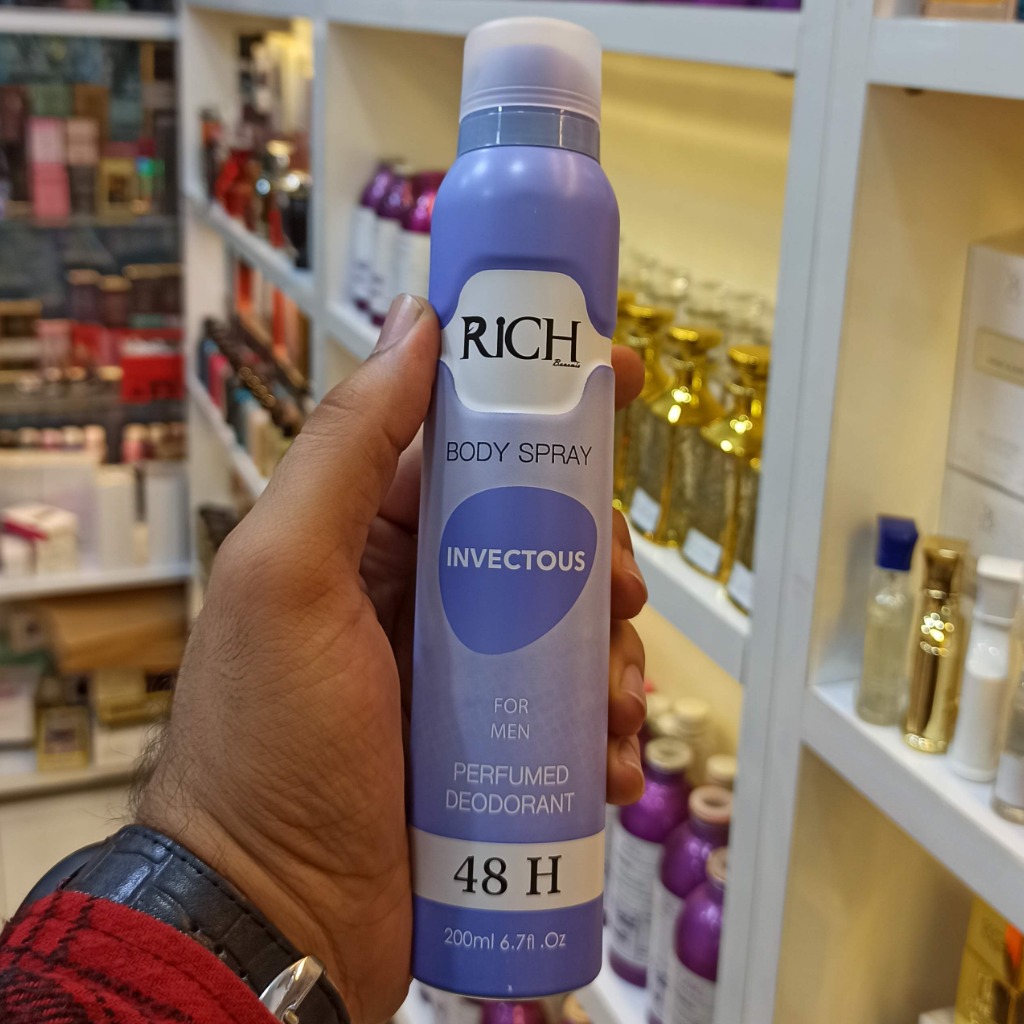 RiCH
BODY SPRAY
INVECTOUS
FOR
MEN
PERFUMED
DEODORANT
48 H
200ml 6.7fl .Oz